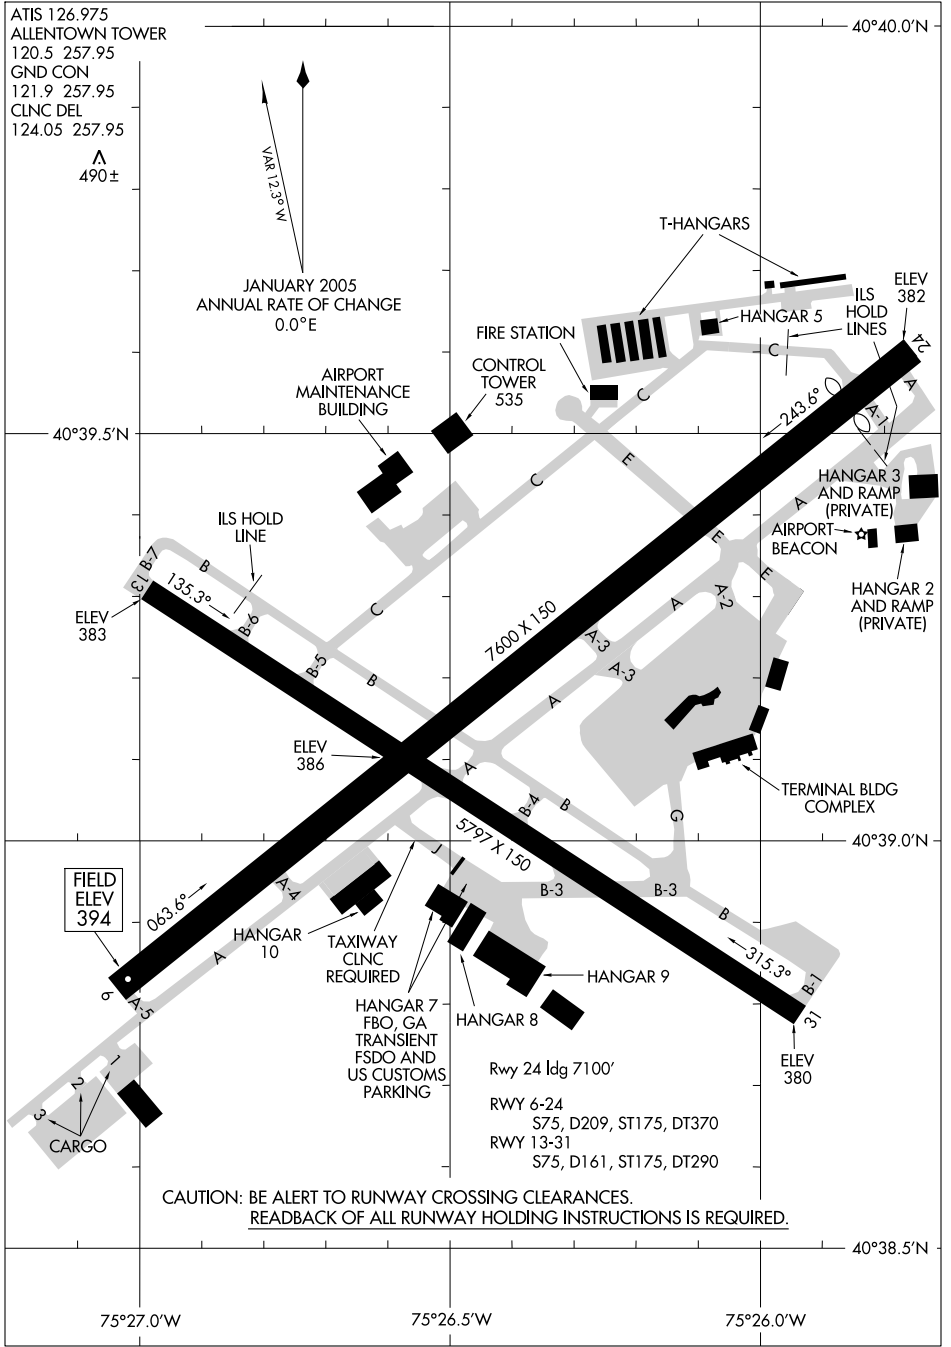 ATIS 126.975
ALLENTOWN TOWER
120.5 257.95
GND CON
121.9 257.95
CLNC DEL
124.05 257.95
490±
VAR 12.3° W
JANUARY 2005
ANNUAL RATE OF CHANGE
0.0°E
40°40.0'N
T-HANGARS
ELEV
382
ILS
HOLD
LINES
HANGAR 5
FIRE STATION
CONTROL
TOWER
535
AIRPORT
MAINTENANCE
BUILDING
24
C
A
C
243.6°
A-1
40°39.5'N
E
C
HANGAR 3
AND RAMP
(PRIVATE)
A
ILS HOLD
LINE
AIRPORT
BEACON
E
B-7
B
13
135.3°
E
A-2
HANGAR 2
AND RAMP
(PRIVATE)
ELEV
383
B-6
C
A
7600 X 150
A-3
A-3
B-5
B
A
ELEV
386
A
TERMINAL BLDG
COMPLEX
B-4
B
G
5797 X 150
40°39.0'N
J
FIELD
ELEV
394
063.6°
A-4
B-3
B-3
B
HANGAR
10
TAXIWAY
CLNC
REQUIRED
A
315.3°
HANGAR 9
B-1
6
A-5
HANGAR 7
FBO, GA
TRANSIENT
FSDO AND
US CUSTOMS
PARKING
HANGAR 8
31
ELEV
380
1
2
3
CARGO
Rwy 24 ldg 7100'
RWY 6-24
S75, D209, ST175, DT370
RWY 13-31
S75, D161, ST175, DT290
CAUTION: BE ALERT TO RUNWAY CROSSING CLEARANCES.
READBACK OF ALL RUNWAY HOLDING INSTRUCTIONS IS REQUIRED.
40°38.5'N
75°27.0'W
75°26.5'W
75°26.0'W